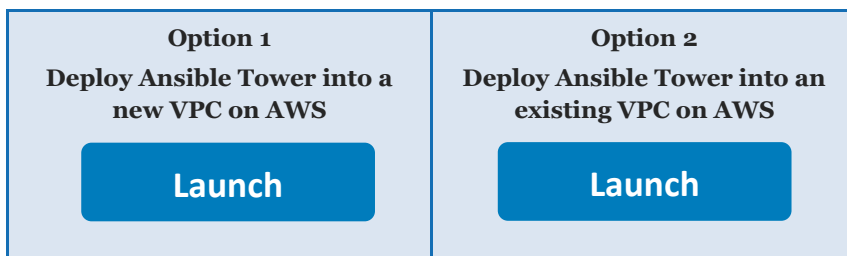 Option 1
Deploy Ansible Tower into a
new VPC on AWS
Launch
Option 2
Deploy Ansible Tower into an
existing VPC on AWS
Launch